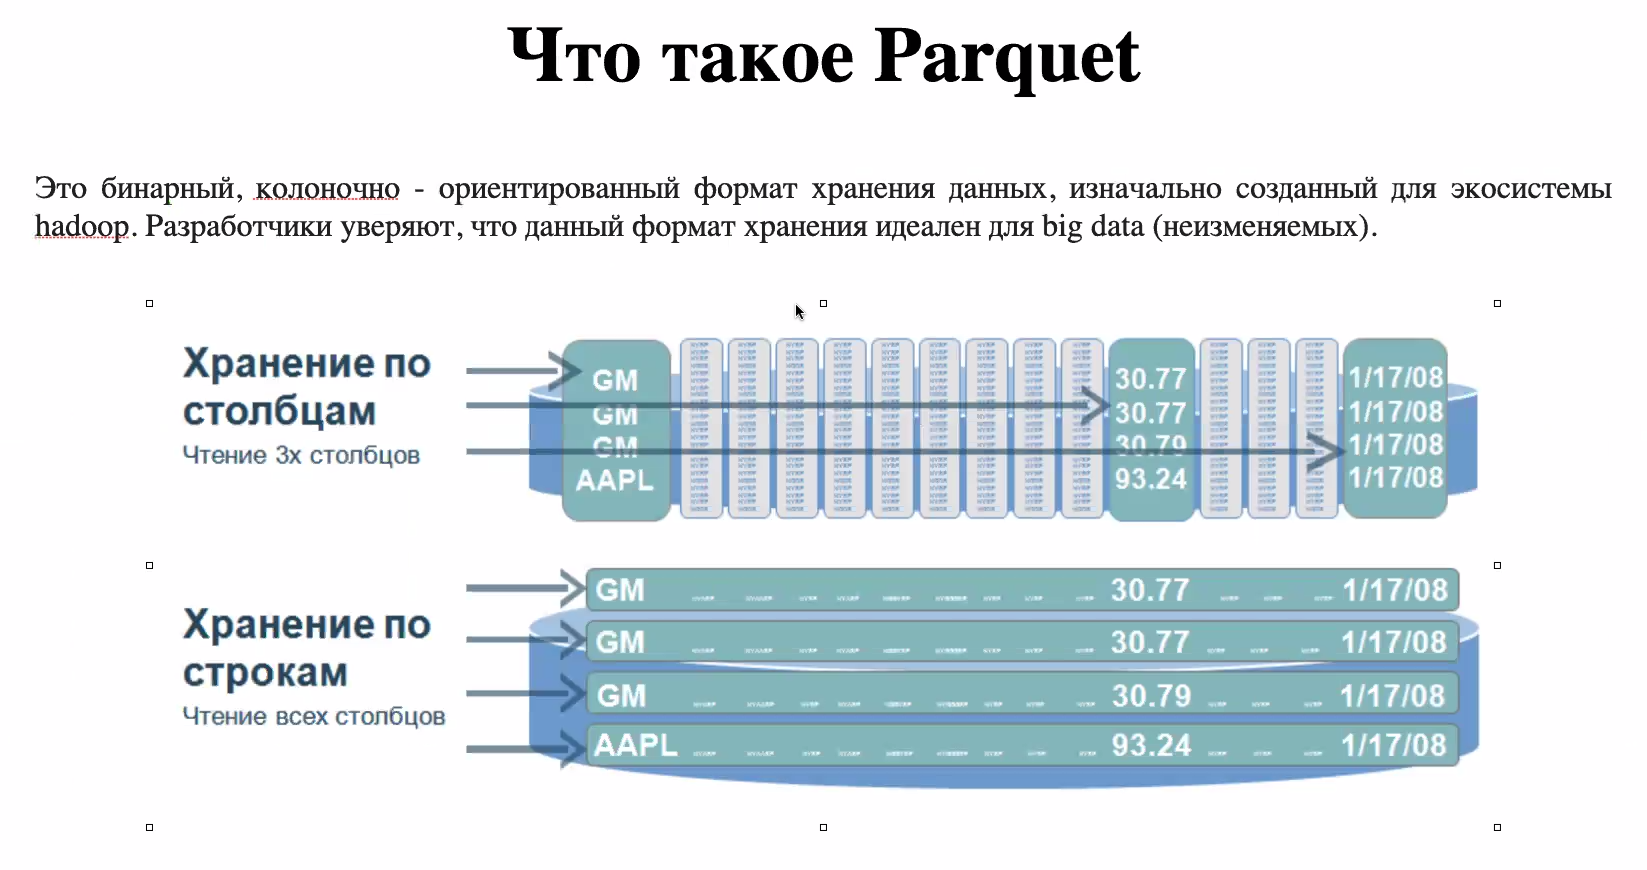 Что такое Parquet
Это бинарный, колоночно - ориентированный формат хранения данных, изначально созданный для экосистемы
hadoop. Разработчики уверяют, что данный формат хранения идеален для big data (неизменяемых).
Хранение по
столбцам
Чтение 3х столбцов
GM 30.77 1/17/08
GM 30.77 1/17/08
GM 30.79 1/17/08
AAPL 93.24 1/17/08
Хранение по
строкам
Чтение всех столбцов
GM 30.77 1/17/08
GM 30.77 1/17/08
GM 30.79 1/17/08
AAPL 93.24 1/17/08